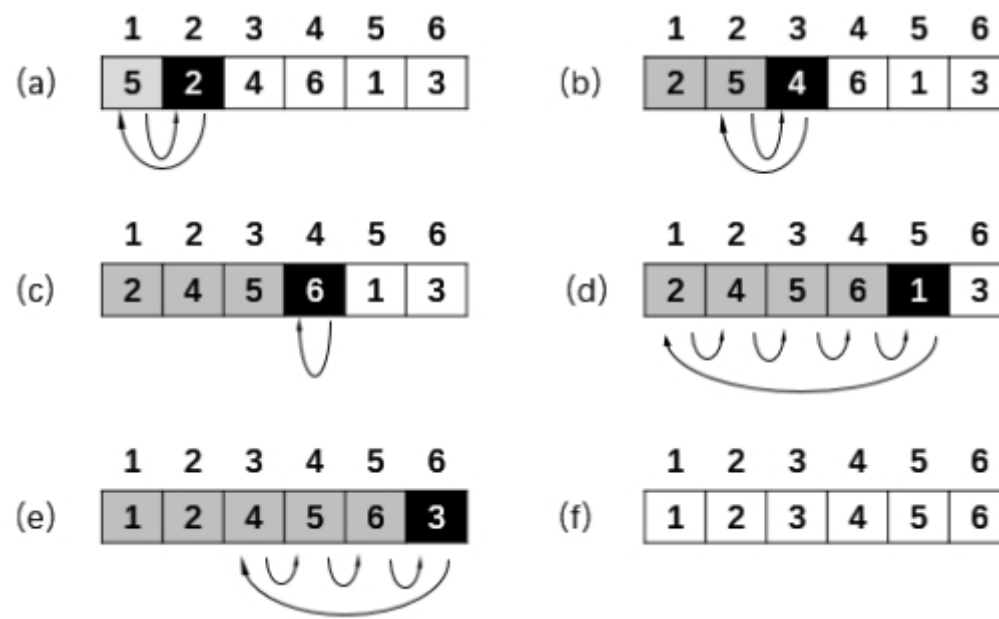 1 2 3 4 5 6
(a) 5 2 4 6 1 3
1 2 3 4 5 6
(b) 2 5 4 6 1 3
1 2 3 4 5 6
(c) 2 4 5 6 1 3
1 2 3 4 5 6
(d) 2 4 5 6 1 3
1 2 3 4 5 6
(e) 1 2 4 5 6 3
1 2 3 4 5 6
(f) 1 2 3 4 5 6